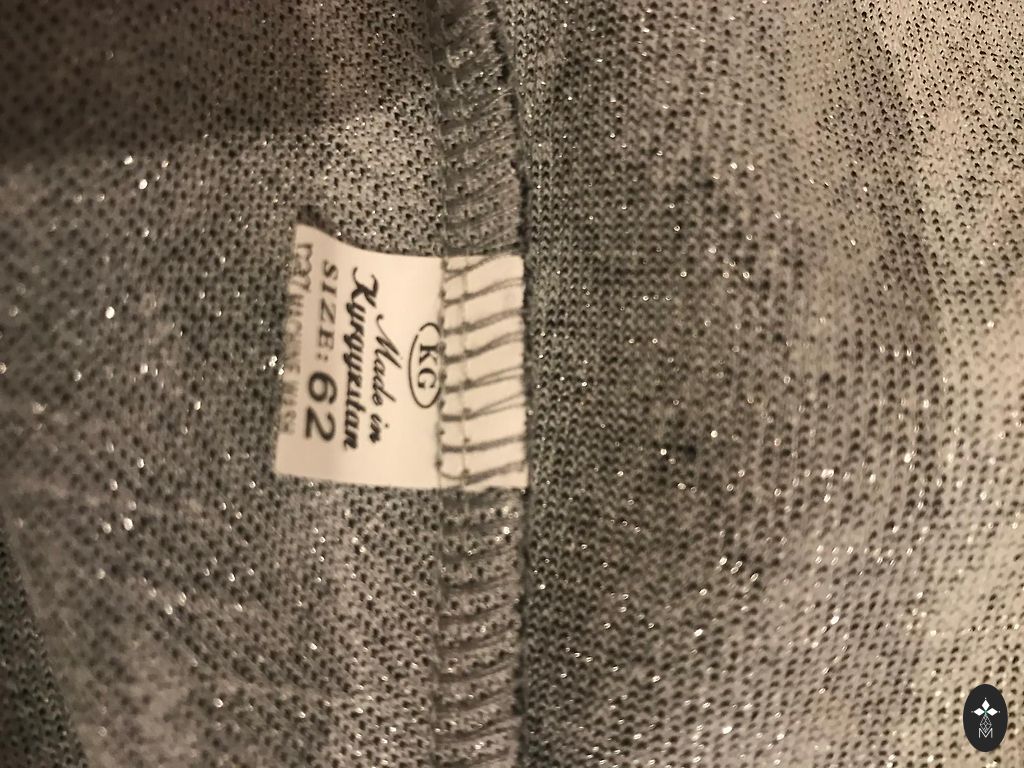 KG
Made in
Kyrgyzstan
SIZE: 62
M